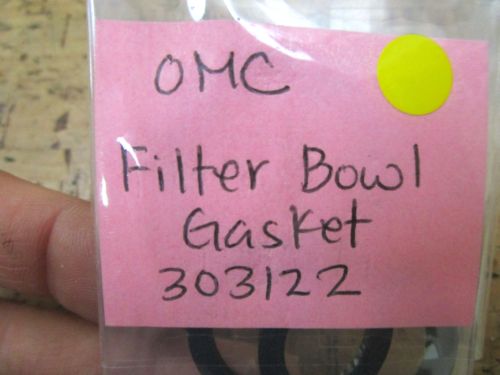 OMC
Filter Bowl
Gasket
303122